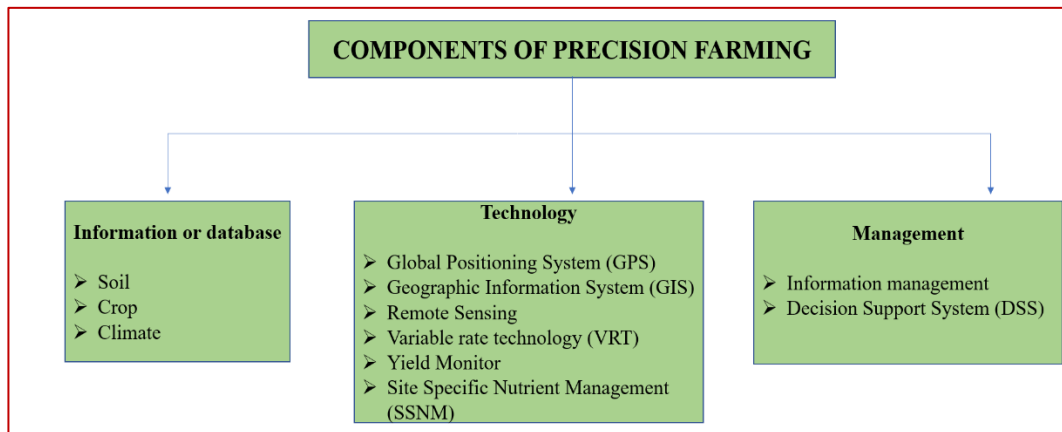 COMPONENTS OF PRECISION FARMING
Information or database
➢ Soil
➢ Crop
➢ Climate
Technology
➢ Global Positioning System (GPS)
➢ Geographic Information System (GIS)
➢ Remote Sensing
➢ Variable rate technology (VRT)
➢ Yield Monitor
➢ Site Specific Nutrient Management
(SSNM)
Management
➢ Information management
➢ Decision Support System (DSS)